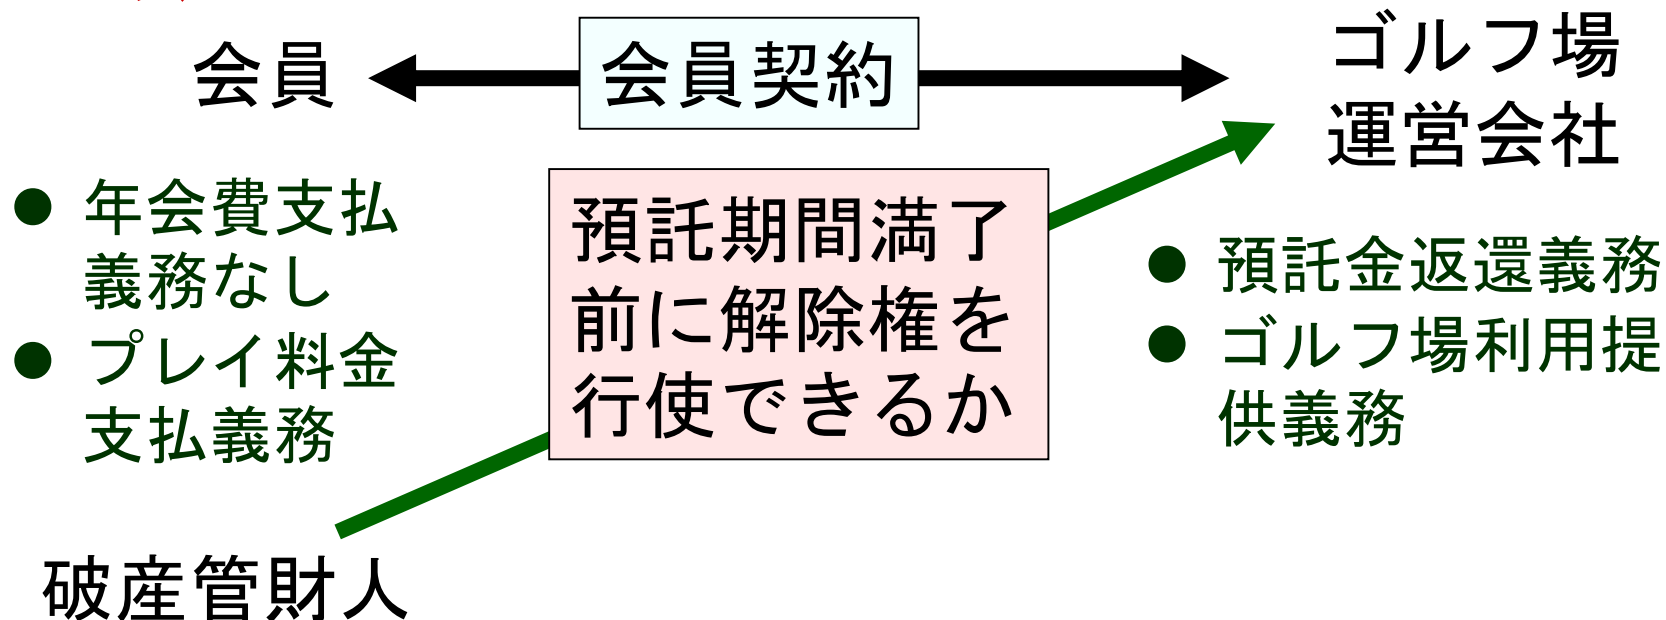 会員
会員契約
ゴルフ場
運営会社
● 年会費支払
義務なし
● プレイ料金
支払義務
預託期間満了
前に解除権を
行使できるか
● 預託金返還義務
● ゴルフ場利用提
供義務
破産管財人